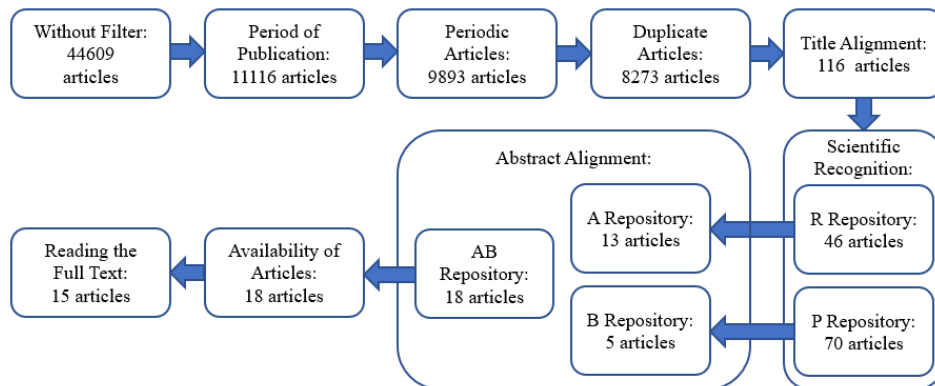 Without Filter:
44609
articles
Period of
Publication:
11116 articles
Periodic
Articles:
9893 articles
Duplicate
Articles:
8273 articles
Title Alignment:
116 articles
Scientific
Recognition:
R Repository:
46 articles
P Repository:
70 articles
Abstract Alignment:
A Repository:
13 articles
B Repository:
5 articles
AB
Repository:
18 articles
Availability of
Articles:
18 articles
Reading the
Full Text:
15 articles